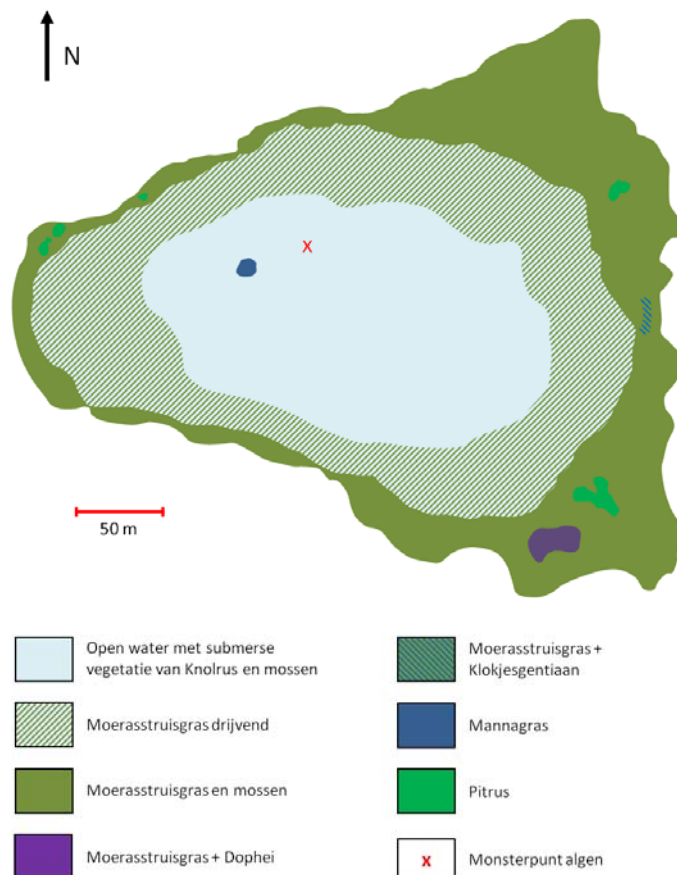 N
x
50 m
Open water met submerse
vegetatie van Knolrus en mossen
Moerasstruisgras drijvend
Moerasstruisgras en mossen
Moerasstruisgras + Dophei
Moerasstruisgras +
Klokjesgentiaan
Mannagras
Pitrus
x
Monsterpunt algen